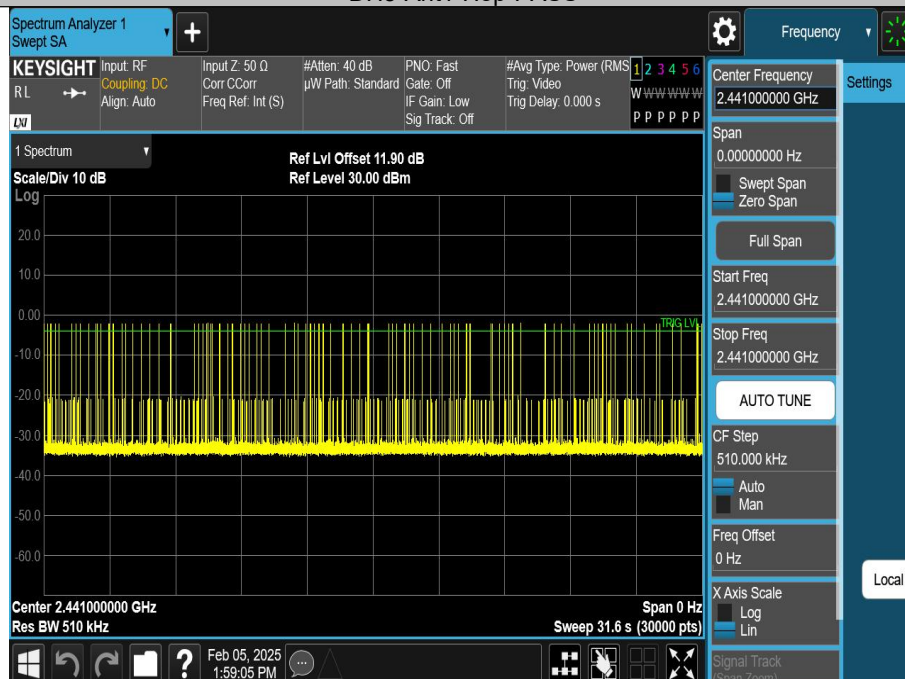 Spectrum Analyzer 1
Swept SA
Frequency
KEYSIGHT
RL
LXI
Input: RF
Coupling: DC
Align: Auto
Input Z: 50 Ω
Corr CCorr
Freq Ref: Int (S)
#Atten: 40 dB
µW Path: Standard
PNO: Fast
Gate: Off
IF Gain: Low
Sig Track: Off
#Avg Type: Power (RMS
Trig: Video
Trig Delay: 0.000 s
1 2 3 4 5 6
W W W W W W
P P P P P P
1 Spectrum
Scale/Div 10 dB
Log
Ref Lvl Offset 11.90 dB
Ref Level 30.00 dBm
20.0
10.0
0.00
TRIG LVL
-10.0
-20.0
-30.0
-40.0
-50.0
-60.0
Center 2.441000000 GHz
Res BW 510 kHz
Span 0 Hz
Sweep 31.6 s (30000 pts)
Feb 05, 2025
1:59:05 PM
Center Frequency
2.441000000 GHz
Span
0.00000000 Hz
Swept Span
Zero Span
Full Span
Start Freq
2.441000000 GHz
Stop Freq
2.441000000 GHz
AUTO TUNE
CF Step
510.000 kHz
Auto
Man
Freq Offset
0 Hz
X Axis Scale
Log
Lin
Signal Track
(Span Zoom)
Settings
Local